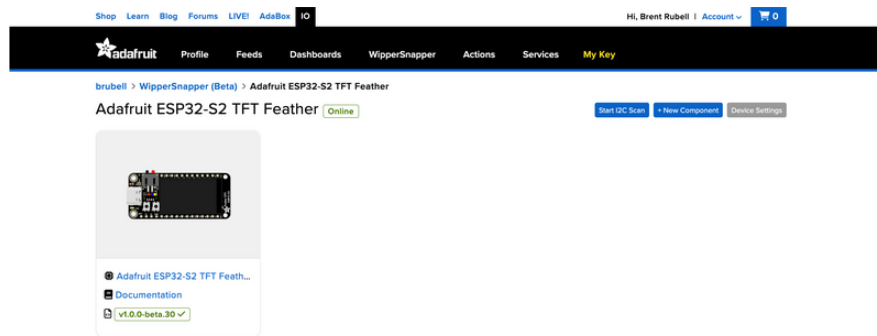 Shop Learn Blog Forums LIVE! AdaBox IO Hi, Brent Rubell | Account 0
adafruit Profile Feeds Dashboards WipperSnapper Actions Services My Key
brubell > WipperSnapper (Beta) > Adafruit ESP32-S2 TFT Feather
Adafruit ESP32-S2 TFT Feather Online Start I2C Scan + New Component Device Settings
Adafruit ESP32-S2 TFT Feath...
Documentation
v1.0.0-beta.30 ✓